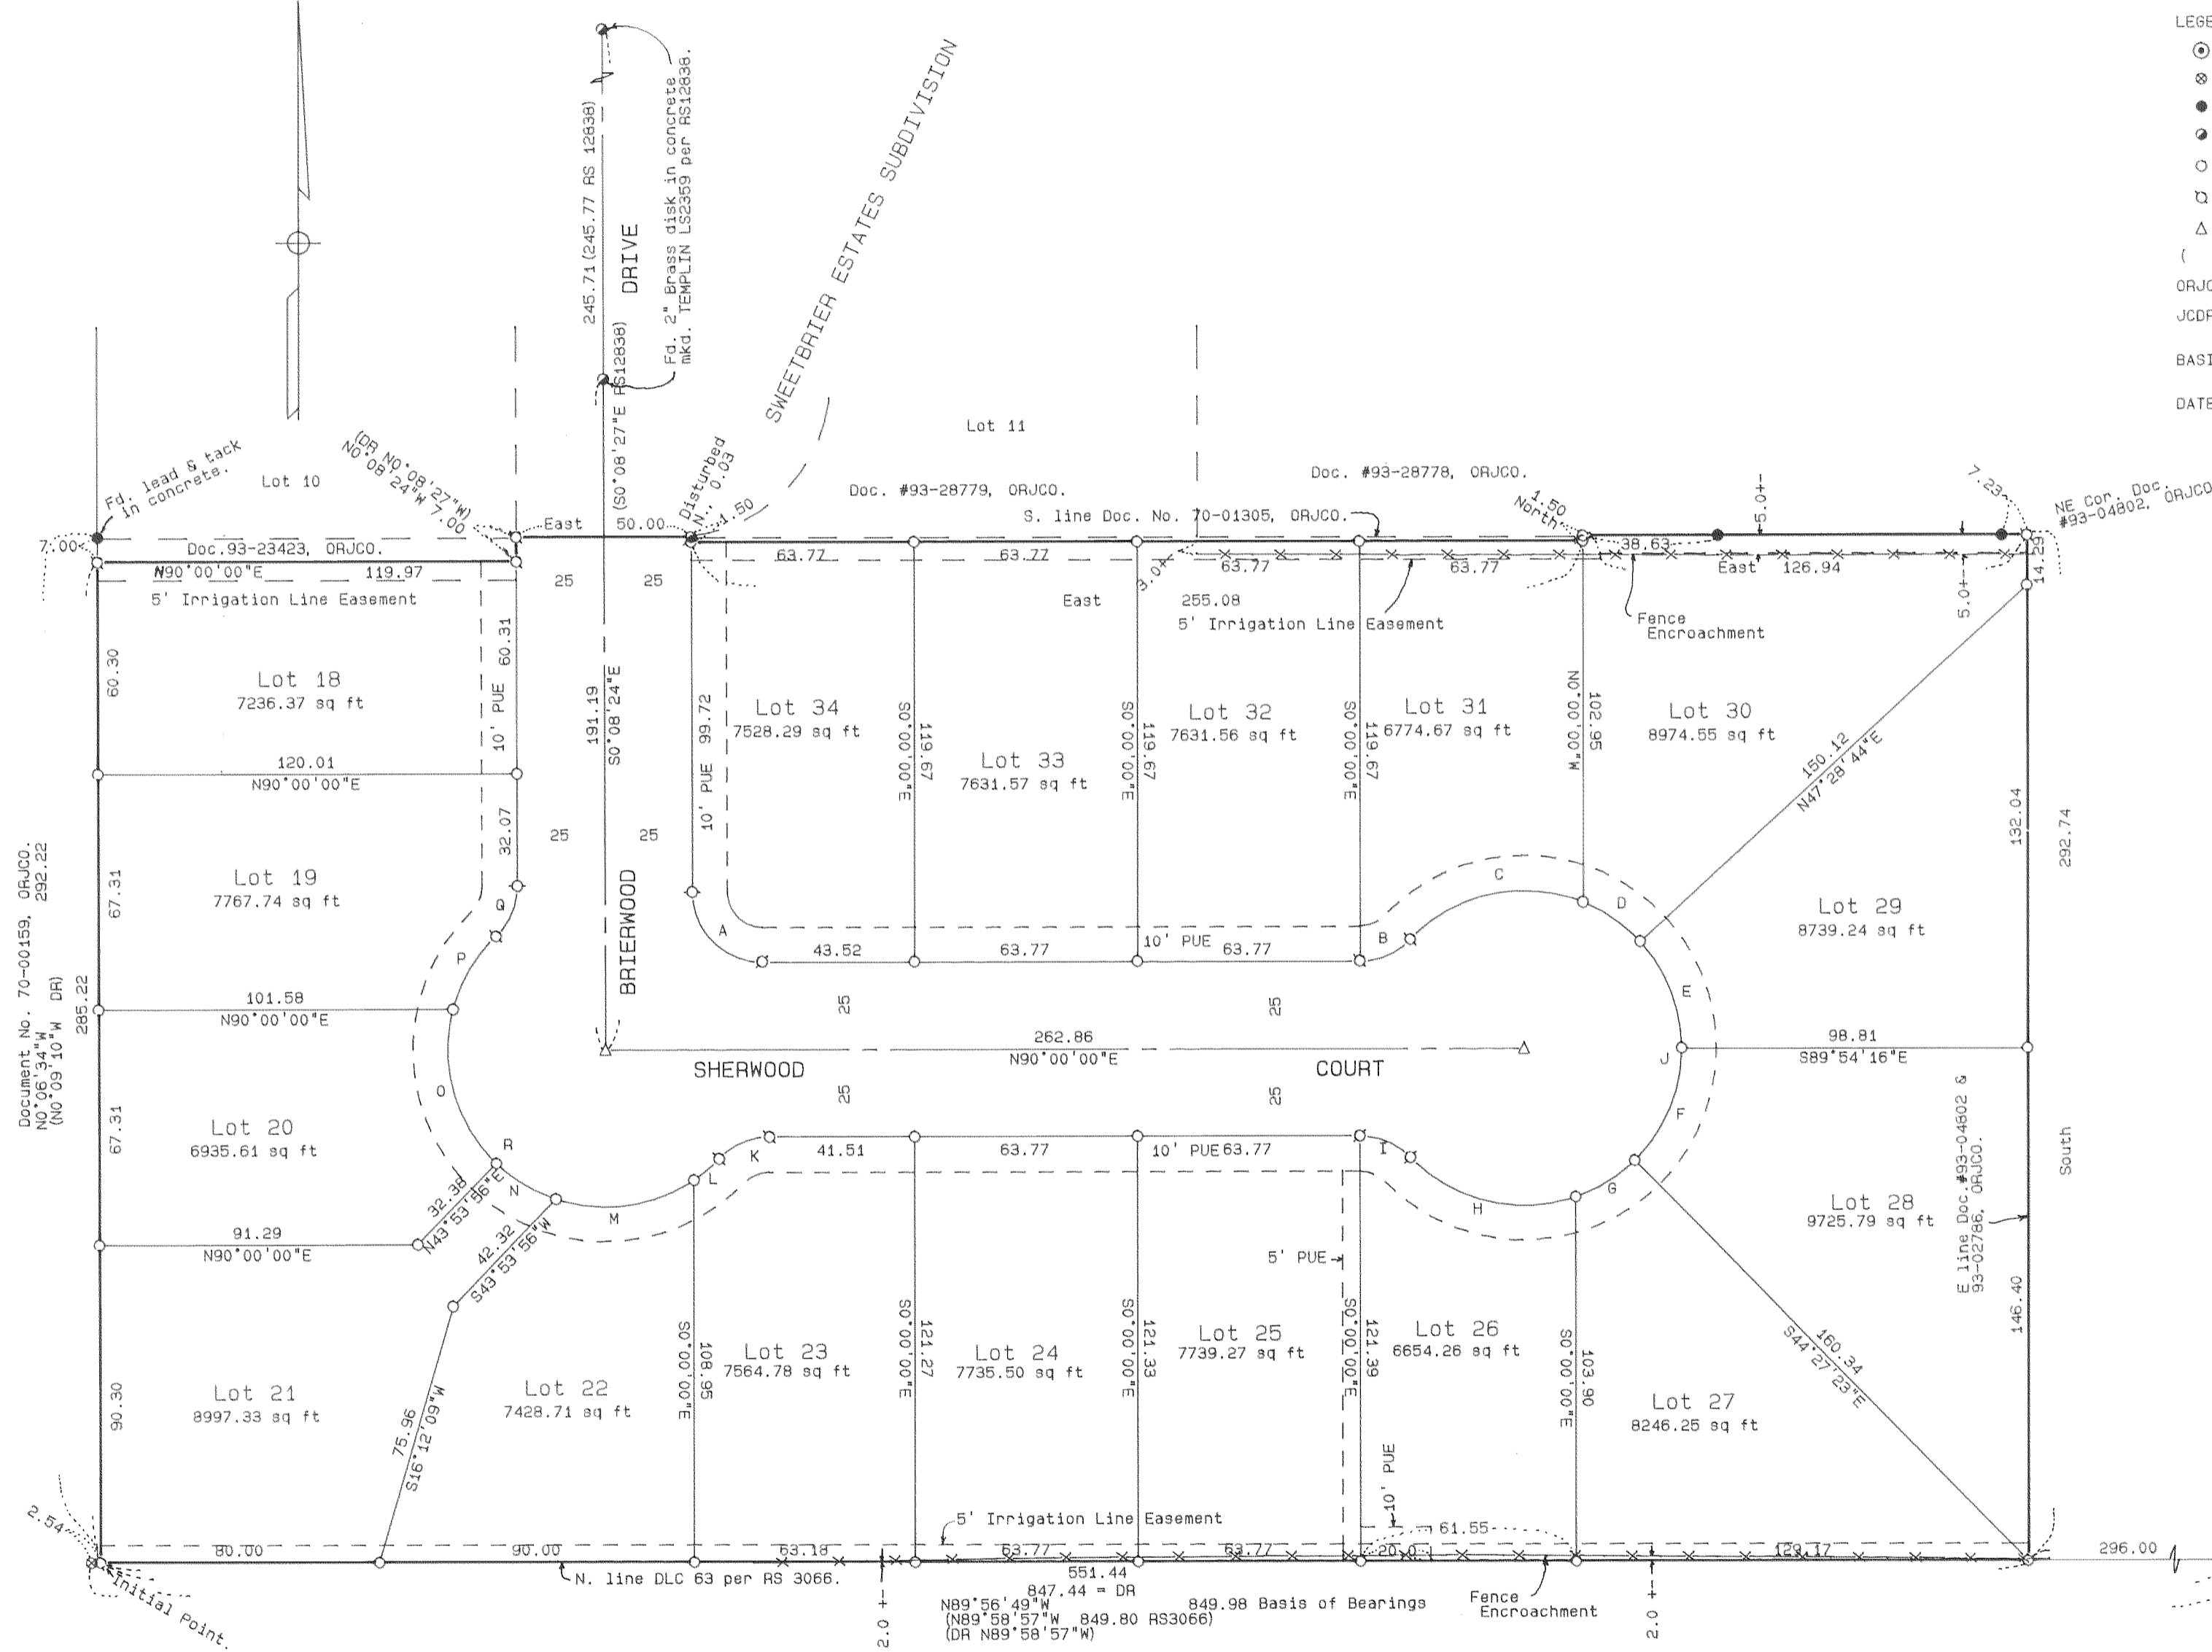 LEGE
(
ORJC
JCDR
BASI
DATE
245.71 (245.77 RS 12838)
DRIVE
(S0°08'27"E RS12838)
Fd. 2" Brass disk in concrete
mkd. TEMPLIN LS2359 per RS12838.
SWEETBRIER ESTATES SUBDIVISION
Fd. lead & tack
in concrete.
Lot 10
(DR N0°08'27"W)
N0°08'24"W 7.00
Disturbed
N., 0.03
1.50
Lot 11
Doc. #93-28779, ORJCO.
Doc. #93-28778, ORJCO.
S. line Doc. No. 70-01305, ORJCO.
1.50
North
5.0+-
7.23
NE Cor. Doc.
#93-04802, ORJCO
7.00
Doc.93-23423, ORJCO.
East 50.00
N90°00'00"E 119.97
5' Irrigation Line Easement
25
25
63.77
63.77
3.0+
63.77
63.77
38.63
East 126.94
14.29
5.0+-
East 255.08
5' Irrigation Line Easement
Fence
Encroachment
60.30
Lot 18
7236.37 sq ft
10' PUE 60.31
120.01
N90°00'00"E
191.19
S0°08'24"E
10' PUE 99.72
Lot 34
7528.29 sq ft
119.67
S0°00'00"E
Lot 33
7631.57 sq ft
119.67
S0°00'00"E
Lot 32
7631.56 sq ft
119.67
S0°00'00"E
Lot 31
6774.67 sq ft
102.95
N0°00'00"W
Lot 30
8974.55 sq ft
150.12
N47°28'44"E
132.04
292.74
Document No. 70-00159, ORJCO.
N0°06'34"W 292.22
(N0°09'10"W DR)
285.22
67.31
Lot 19
7767.74 sq ft
32.07
25
25
BRIERWOOD
Q
P
A
43.52
63.77
10' PUE
63.77
B
C
D
Lot 29
8739.24 sq ft
E
101.58
N90°00'00"E
25
25
262.86
N90°00'00"E
SHERWOOD
COURT
J
98.81
S89°54'16"E
O
F
67.31
Lot 20
6935.61 sq ft
R
25
25
32.38
N43°53'56"E
N
M
L
K
41.51
63.77
10' PUE 63.77
I
H
G
Lot 28
9725.79 sq ft
E line Doc.#93-04802 &
93-02786, ORJCO.
South
146.40
91.29
N90°00'00"E
42.32
S43°53'56"W
5' PUE
90.30
Lot 21
8997.33 sq ft
75.96
S16°12'09"W
Lot 22
7428.71 sq ft
108.95
S0°00'00"E
Lot 23
7564.78 sq ft
121.27
S0°00'00"E
Lot 24
7735.50 sq ft
121.33
S0°00'00"E
Lot 25
7739.27 sq ft
121.39
S0°00'00"E
Lot 26
6654.26 sq ft
103.90
S0°00'00"E
Lot 27
8246.25 sq ft
160.34
S44°27'23"E
10' PUE
2.54
5' Irrigation Line Easement
61.55
80.00
90.00
63.18
63.77
63.77
20.0
129.17
296.00
Initial Point.
N. line DLC 63 per RS 3066.
2.0 +
551.44
847.44 = DR
N89°56'49"W 849.98 Basis of Bearings
(N89°58'57"W 849.80 RS3066)
(DR N89°58'57"W)
Fence
Encroachment
2.0 +